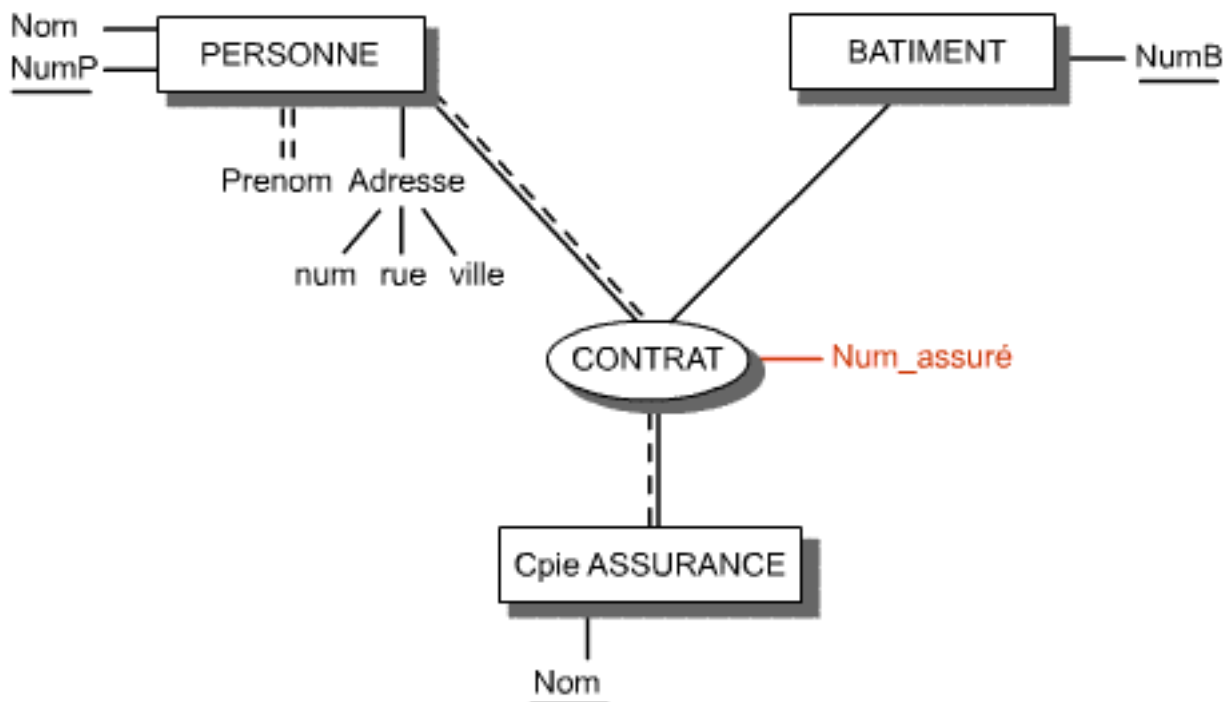 Nom
NumP
PERSONNE
BATIMENT
NumB
Prenom
Adresse
num
rue
ville
CONTRAT
Num_assuré
Cpie ASSURANCE
Nom